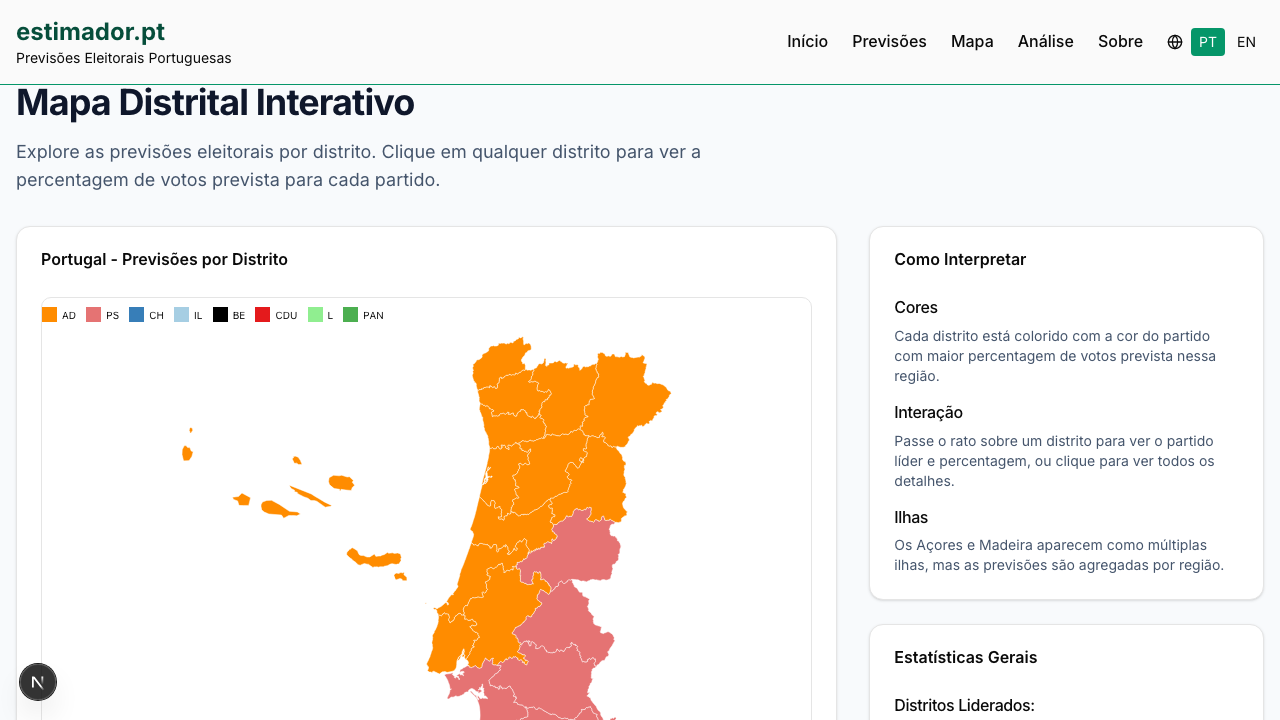 estimador.pt
Previsões Eleitorais Portuguesas
Início
Previsões
Mapa
Análise
Sobre
PT
EN
Mapa Distrital Interativo
Explore as previsões eleitorais por distrito. Clique em qualquer distrito para ver a
percentagem de votos prevista para cada partido.
Portugal - Previsões por Distrito
AD
PS
CH
IL
BE
CDU
L
PAN
Como Interpretar
Cores
Cada distrito está colorido com a cor do partido
com maior percentagem de votos prevista nessa
região.
Interação
Passe o rato sobre um distrito para ver o partido
líder e percentagem, ou clique para ver todos os
detalhes.
Ilhas
Os Açores e Madeira aparecem como múltiplas
ilhas, mas as previsões são agregadas por região.
Estatísticas Gerais
Distritos Liderados:
N